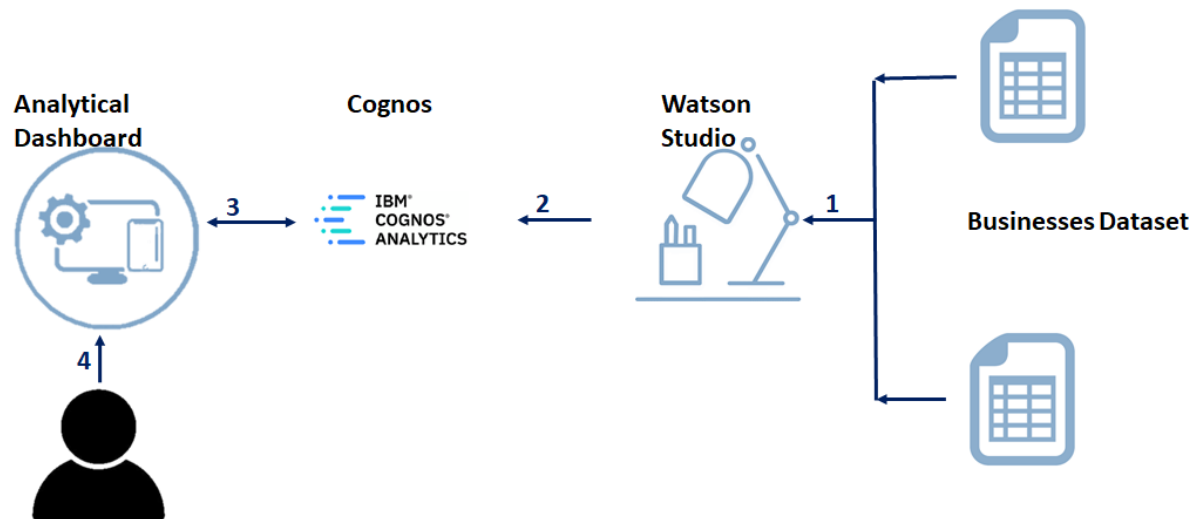 Analytical
Dashboard
Cognos
Watson
Studio
3
IBM®
COGNOS®
ANALYTICS
2
1
Businesses Dataset
4